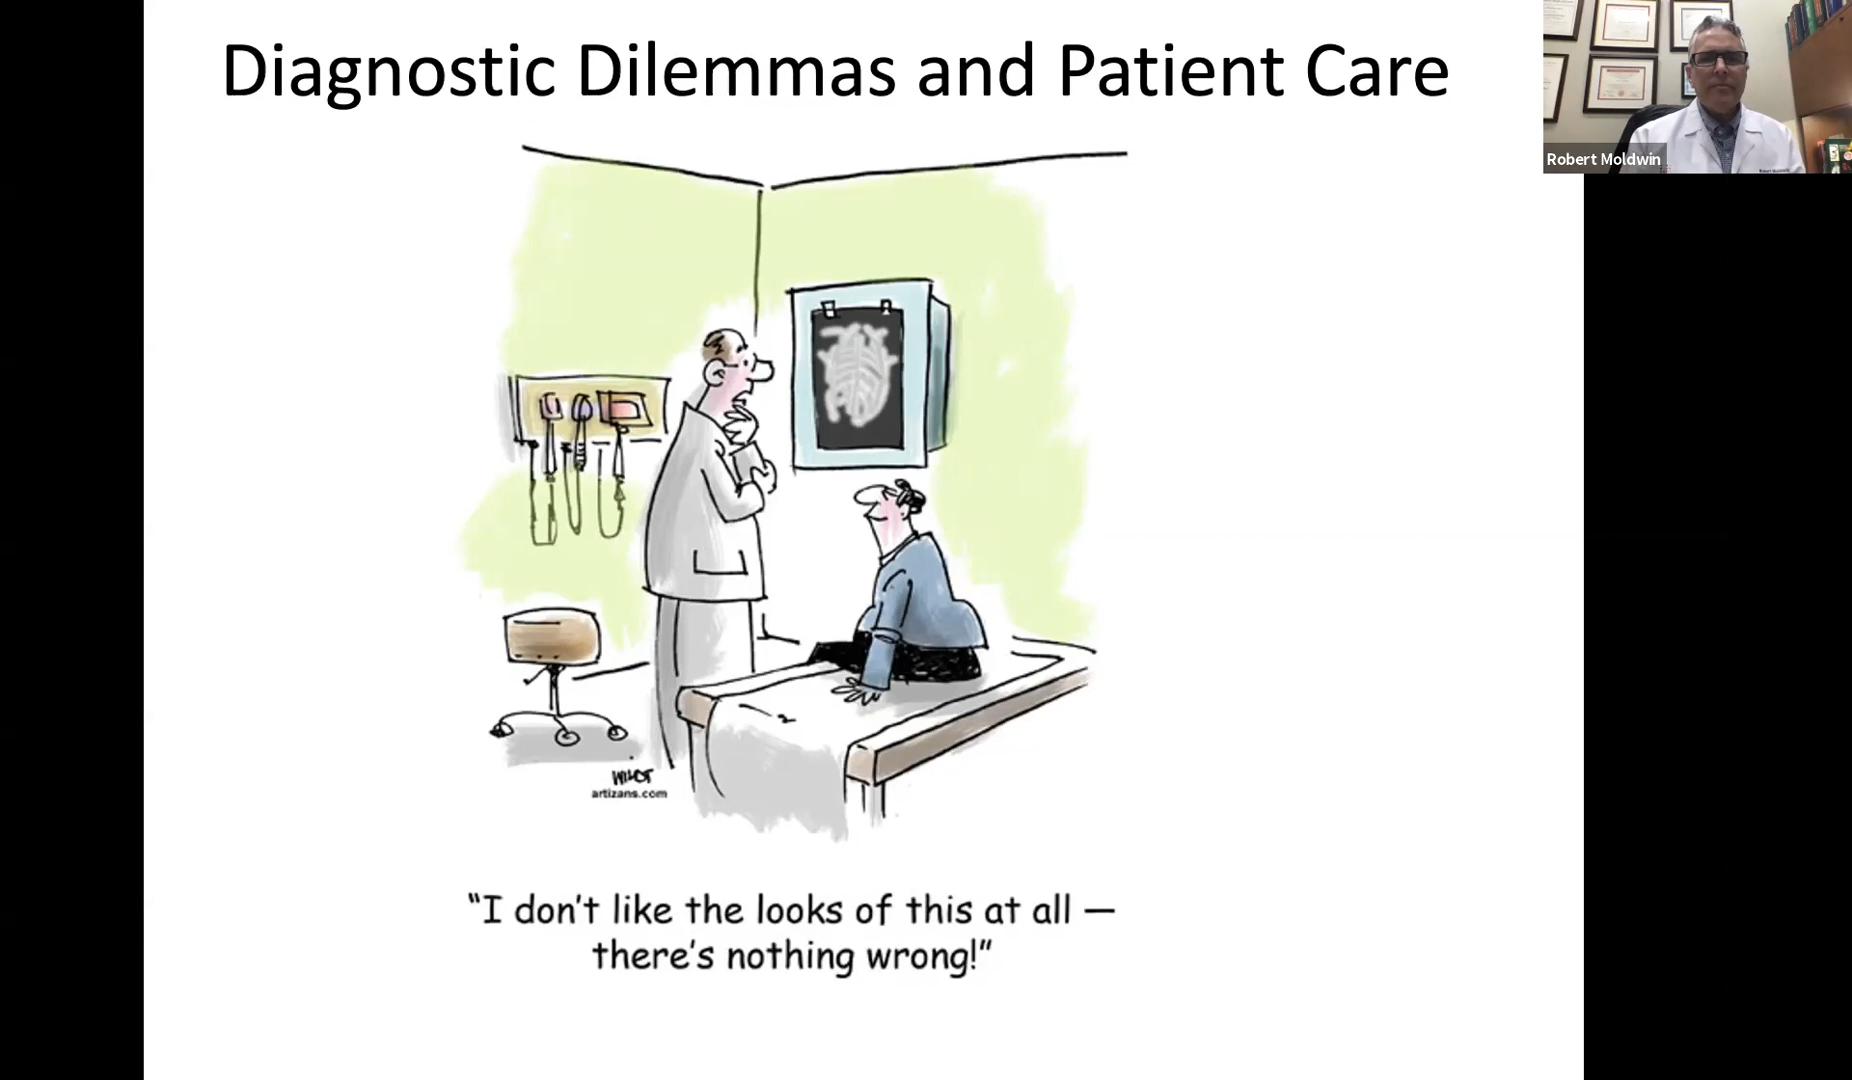 Diagnostic Dilemmas and Patient Care
Robert Moldwin
WILOT
artizans.com
“I don’t like the looks of this at all —
there’s nothing wrong!”